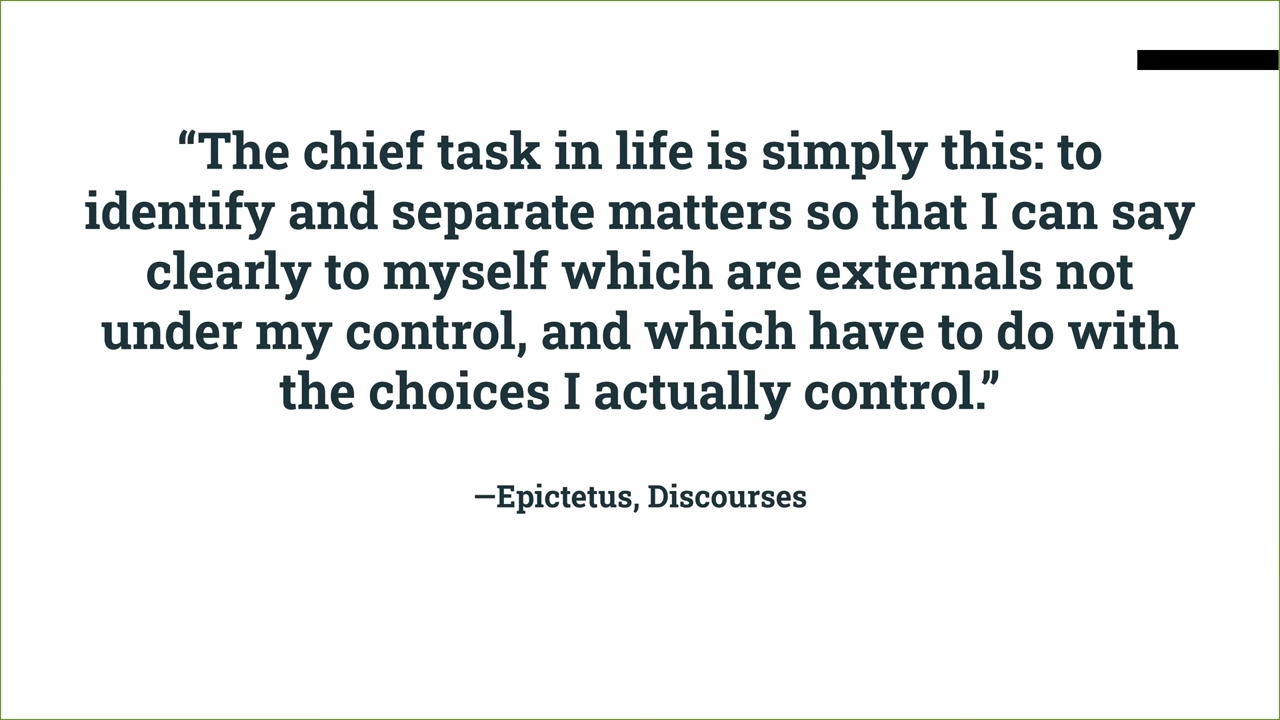 “The chief task in life is simply this: to
identify and separate matters so that I can say
clearly to myself which are externals not
under my control, and which have to do with
the choices I actually control.”
—Epictetus, Discourses